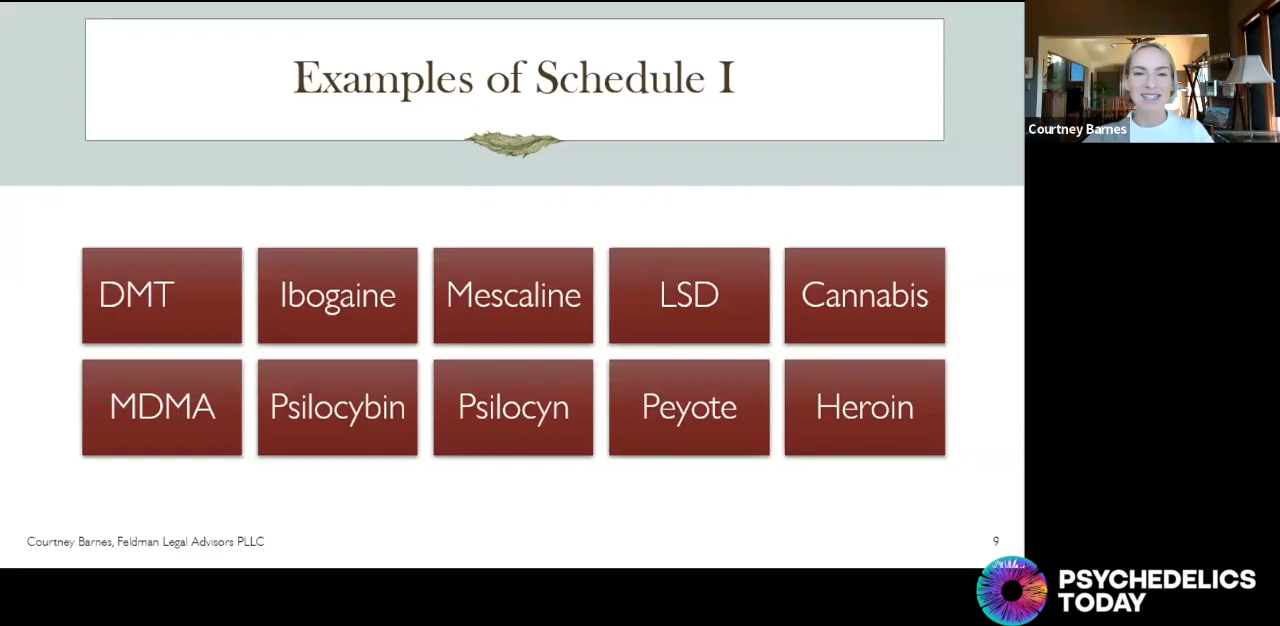 Examples of Schedule I
Courtney Barnes
DMT
Ibogaine
Mescaline
LSD
Cannabis
MDMA
Psilocybin
Psilocyn
Peyote
Heroin
Courtney Barnes, Feldman Legal Advisors PLLC
9
PSYCHEDELICS
TODAY